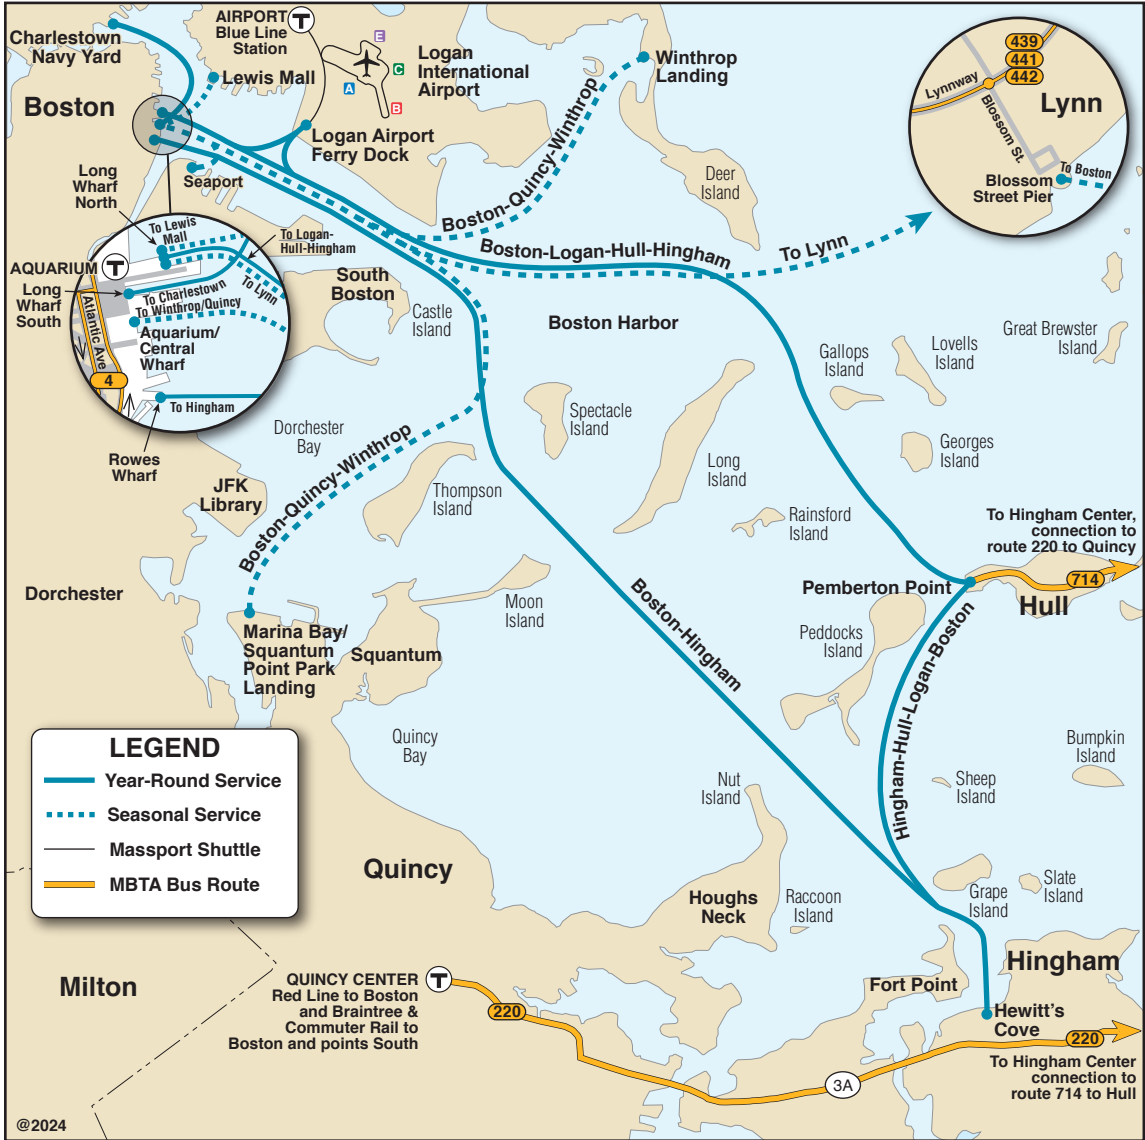 Charlestown
Navy Yard
AIRPORT
Blue Line
Station
T
E
C
A
B
Logan
International
Airport
Winthrop
Landing
Lewis Mall
Boston
Logan Airport
Ferry Dock
Long
Wharf
North
Seaport
Deer
Island
Boston-Quincy-Winthrop
439
441
442
Lynnway
Lynn
Blossom St.
To Boston
Blossom
Street Pier
To Lewis
Mall
To Logan-
Hull-Hingham
Boston-Logan-Hull-Hingham
To Lynn
AQUARIUM
T
Long
Wharf
South
To Charlestown
To Lynn
To Winthrop/Quincy
Atlantic Ave
Aquarium/
Central
Wharf
4
To Hingham
Rowes
Wharf
South
Boston
Castle
Island
Boston Harbor
Gallops
Island
Lovells
Island
Great Brewster
Island
Dorchester
Bay
Spectacle
Island
Georges
Island
Boston-Quincy-Winthrop
JFK
Library
Thompson
Island
Long
Island
Rainsford
Island
To Hingham Center,
connection to
route 220 to Quincy
714
Dorchester
Pemberton Point
Hull
Moon
Island
Boston-Hingham
Marina Bay/
Squantum
Point Park
Landing
Squantum
Peddocks
Island
Hingham-Hull-Logan-Boston
Quincy
Bay
Bumpkin
Island
LEGEND
Year-Round Service
Seasonal Service
Massport Shuttle
MBTA Bus Route
Nut
Island
Sheep
Island
Quincy
Houghs
Neck
Raccoon
Island
Grape
Island
Slate
Island
Milton
QUINCY CENTER
Red Line to Boston
and Braintree &
Commuter Rail to
Boston and points South
T
220
Fort Point
Hingham
Hewitt's
Cove
220
3A
To Hingham Center
connection to
route 714 to Hull
@2024